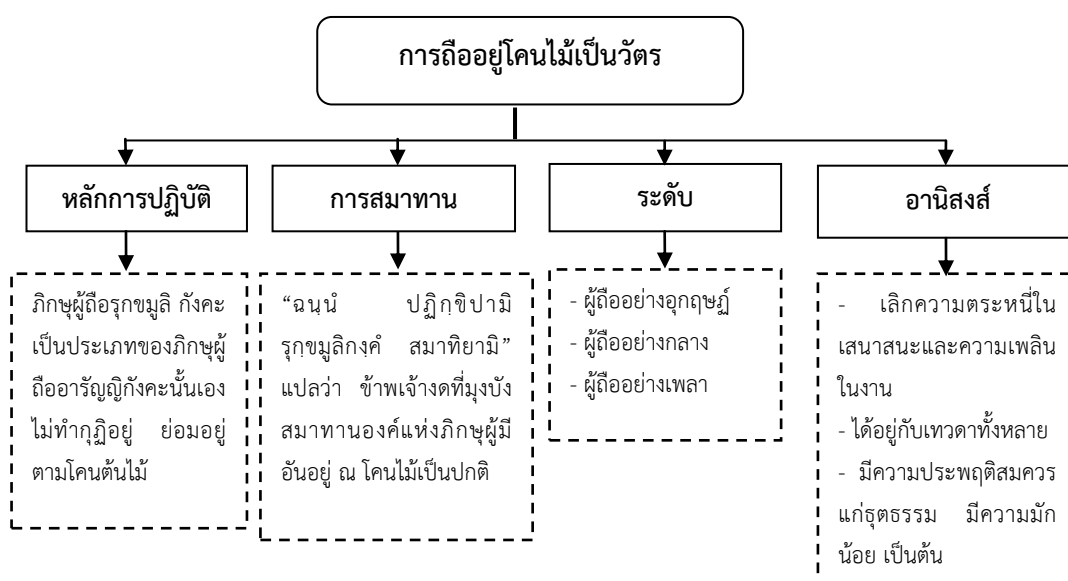 การถืออยู่โคนไม้เป็นวัตร
หลักการปฏิบัติ
การสมาทาน
ระดับ
อานิสงส์
ภิกษุผู้ถือรุกขมูลิ กังคะ
เป็นประเภทของภิกษุผู้
ถืออารัญญิกังคะนั้นเอง
ไม่ทำกุฏิอยู่ ย่อมอยู่
ตามโคนต้นไม้
“ฉนฺนํ ปฏิกฺขิปามิ
รุกฺขมูลิกงฺคํ สมาทิยามิ”
แปลว่า ข้าพเจ้างดที่มุงบัง
สมาทานองค์แห่งภิกษุผู้มี
อันอยู่ ณ โคนไม้เป็นปกติ
- ผู้ถืออย่างอุกฤษฏ์
- ผู้ถืออย่างกลาง
- ผู้ถืออย่างเพลา
- เลิกความตระหนี่ใน
เสนาสนะและความเพลิน
ในงาน
- ได้อยู่กับเทวดาทั้งหลาย
- มีความประพฤติสมควร
แก่ธุตธรรม มีความมัก
น้อย เป็นต้น